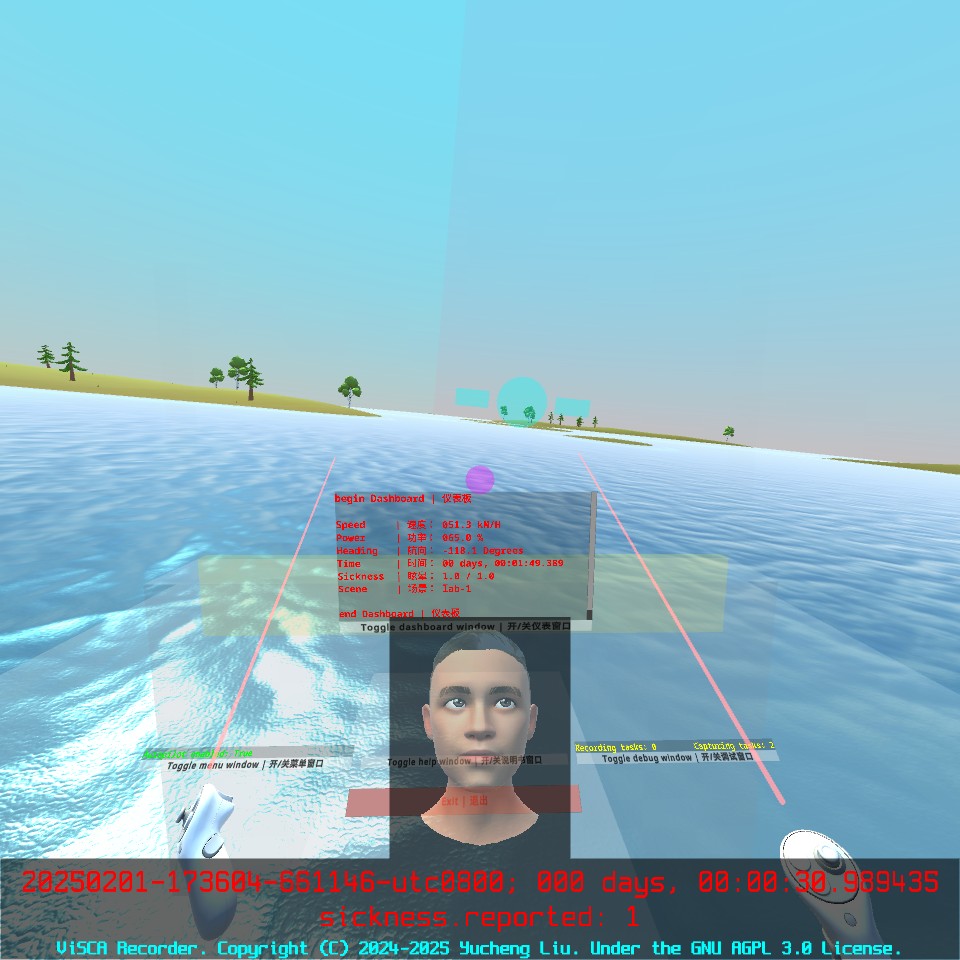 begin Dashboard | 仪表板
Speed | 速度: 051.3 kN/H
Power | 功率: 065.0 %
Heading | 航向: -118.1 Degrees
Time | 时间: 00 days, 00:01:49.389
Sickness | 眩晕: 1.0 / 1.0
Scene | 场景: lab-1
end Dashboard | 仪表板
Toggle dashboard window | 开/关仪表窗口
True
Recording tasks: 0 Capturing tasks: 2
Toggle menu window | 开/关菜单窗口
Toggle help window | 开/关说明书窗口
Toggle debug window | 开/关调试窗口
Exit | 退出
20250201-173604-661146-utc0800; 000 days, 00:00:30.989435
sickness.reported: 1
ViSCA Recorder. Copyright (C) 2024-2025 Yucheng Liu. Under the GNU AGPL 3.0 License.